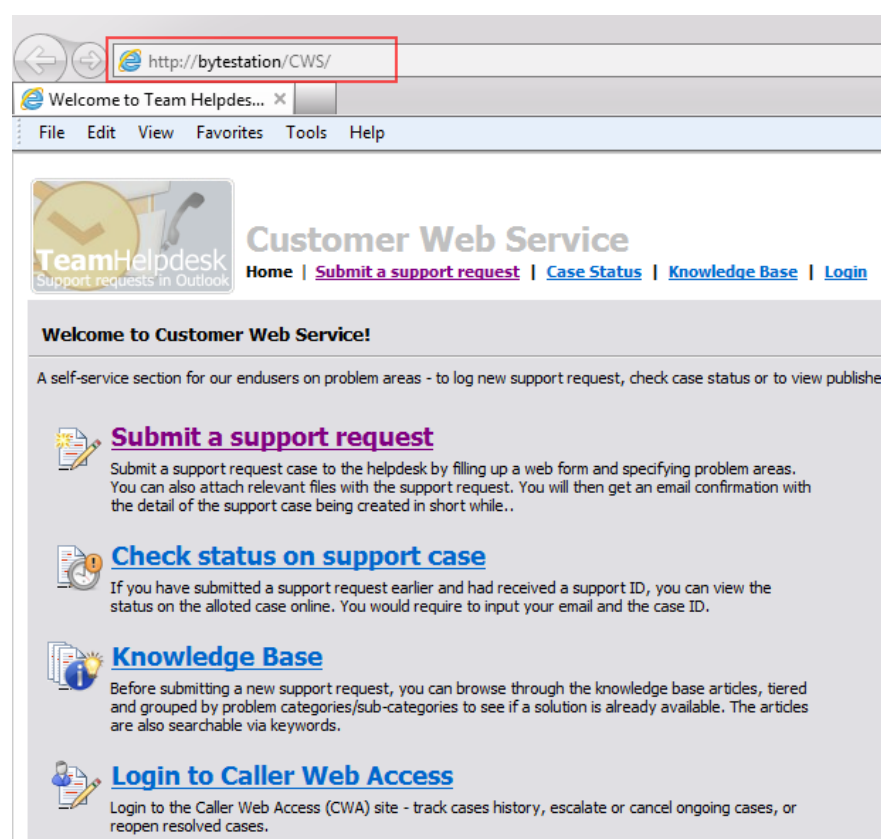 http://bytestation/CWS/
Welcome to Team Helpdes...
File Edit View Favorites Tools Help
TeamHelpdesk
Support requests in Outlook
Customer Web Service
Home | Submit a support request | Case Status | Knowledge Base | Login
Welcome to Customer Web Service!
A self-service section for our endusers on problem areas - to log new support request, check case status or to view publishe
Submit a support request
Submit a support request case to the helpdesk by filling up a web form and specifying problem areas.
You can also attach relevant files with the support request. You will then get an email confirmation with
the detail of the support case being created in short while..
Check status on support case
If you have submitted a support request earlier and had received a support ID, you can view the
status on the alloted case online. You would require to input your email and the case ID.
Knowledge Base
Before submitting a new support request, you can browse through the knowledge base articles, tiered
and grouped by problem categories/sub-categories to see if a solution is already available. The articles
are also searchable via keywords.
Login to Caller Web Access
Login to the Caller Web Access (CWA) site - track cases history, escalate or cancel ongoing cases, or
reopen resolved cases.